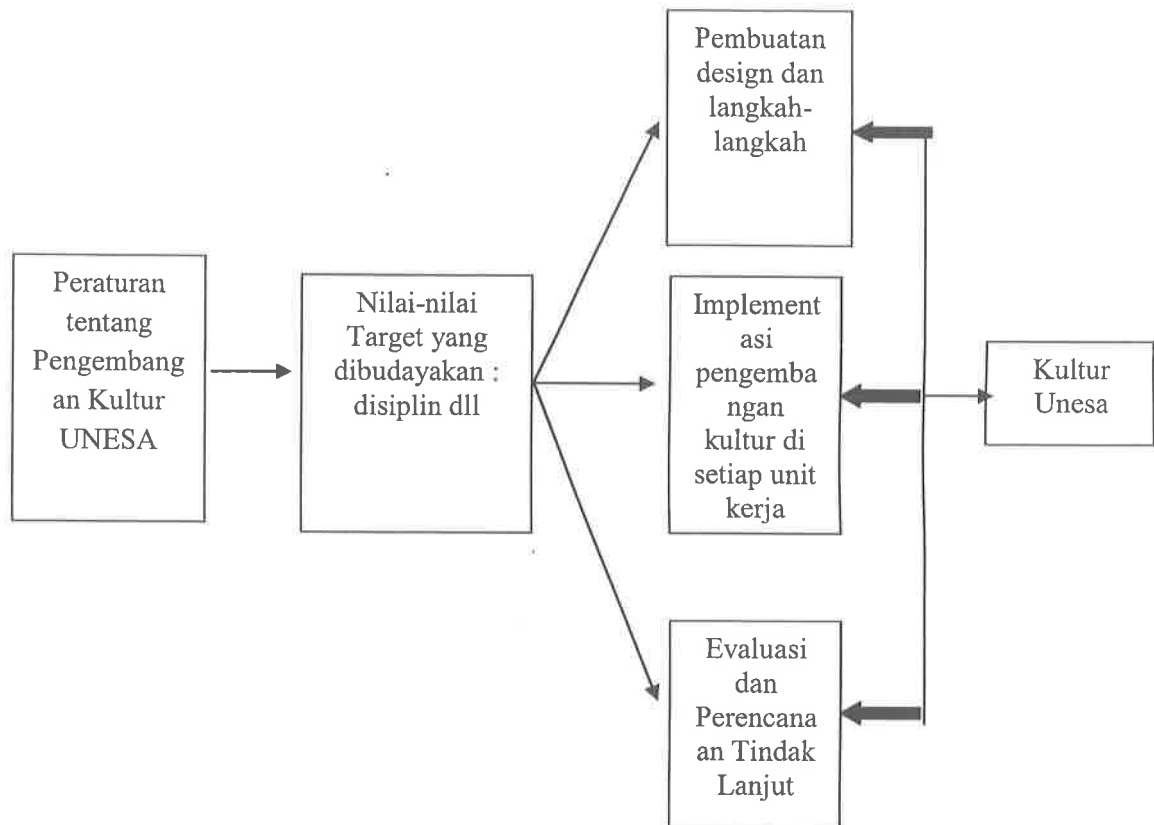 Peraturan
tentang
Pengembang
an Kultur
UNESA
Nilai-nilai
Target yang
dibudayakan :
disiplin dll
Pembuatan
design dan
langkah-
langkah
Implement
asi
pengemba
ngan
kultur di
setiap unit
kerja
Evaluasi
dan
Perencana
an Tindak
Lanjut
Kultur
Unesa